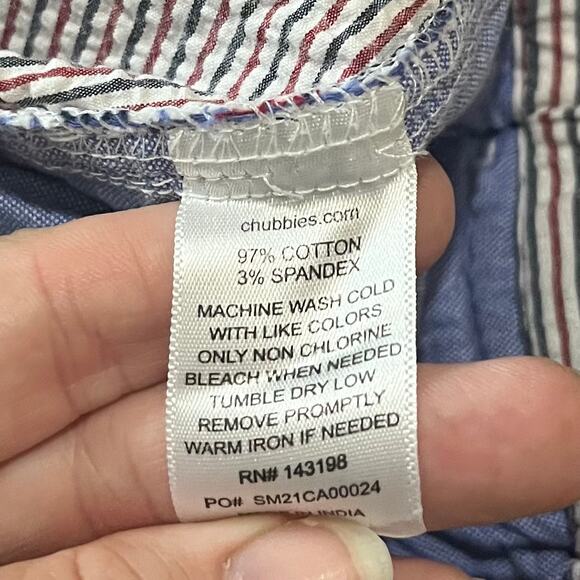 chubbies.com
97% COTTON
3% SPANDEX
MACHINE WASH COLD
WITH LIKE COLORS
ONLY NON CHLORINE
BLEACH WHEN NEEDED
TUMBLE DRY LOW
REMOVE PROMPTLY
WARM IRON IF NEEDED
RN# 143198
PO# SM21CA00024
INDIA